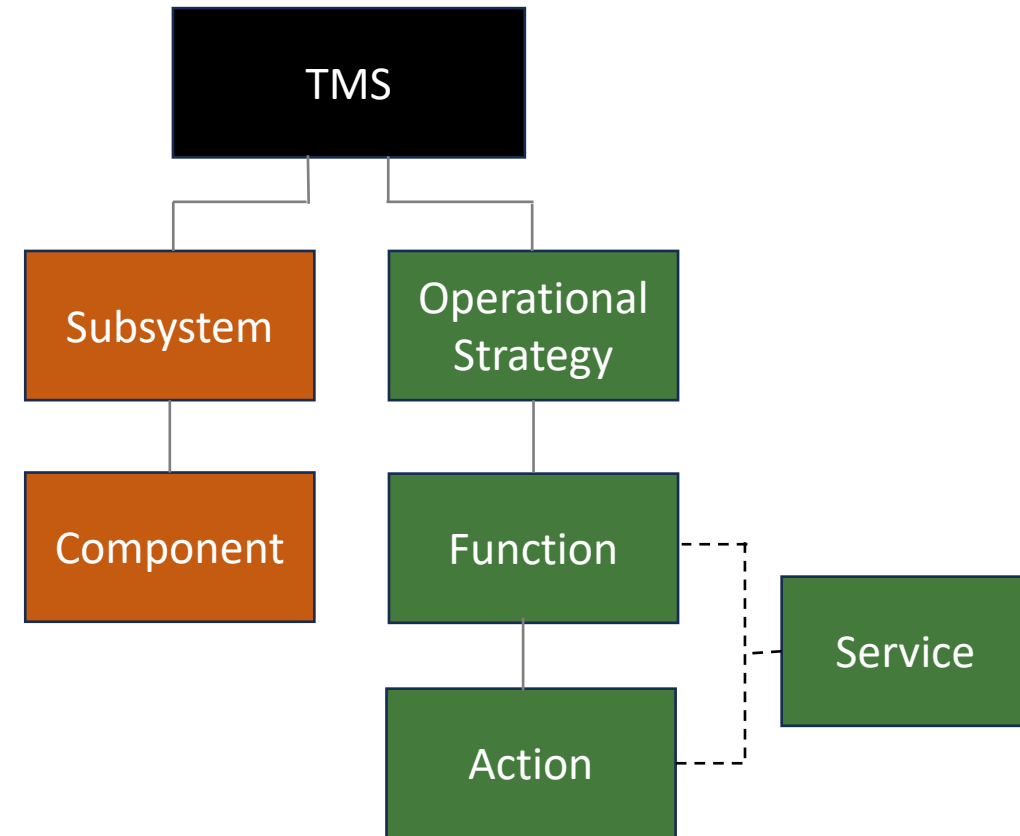 TMS
Subsystem
Operational
Strategy
Component
Function
Service
Action